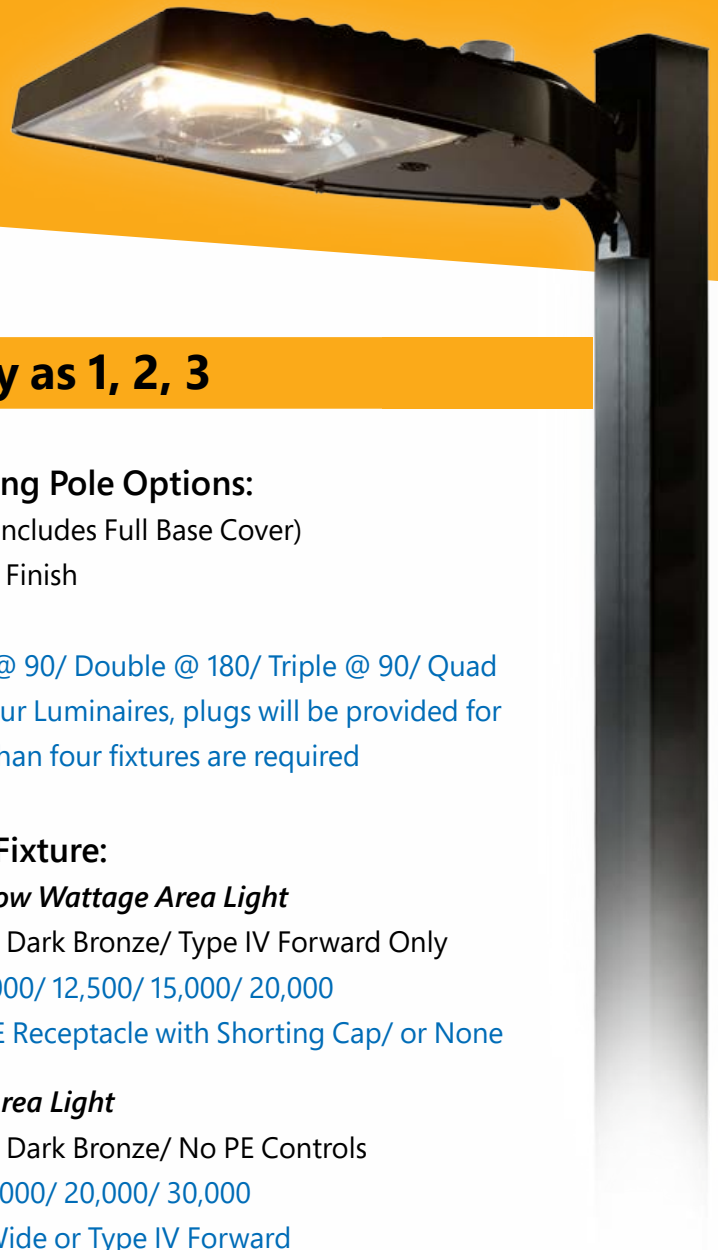 y as 1, 2, 3
ng Pole Options:
ncludes Full Base Cover)
Finish
@ 90/ Double @ 180/ Triple @ 90/ Quad
ur Luminaires, plugs will be provided for
han four fixtures are required
Fixture:
ow Wattage Area Light
Dark Bronze/ Type IV Forward Only
000/ 12,500/ 15,000/ 20,000
E Receptacle with Shorting Cap/ or None
rea Light
Dark Bronze/ No PE Controls
,000/ 20,000/ 30,000
Wide or Type IV Forward